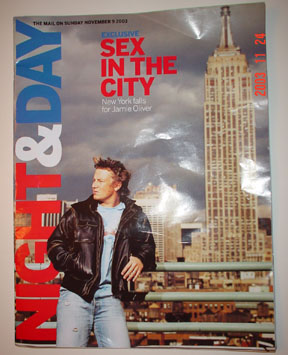 THE MAIL ON SUNDAY NOVEMBER 9 2003
NIGHT&DAY
EXCLUSIVE
SEX
IN THE
CITY
New York falls
for Jamie Oliver
2003 11 24